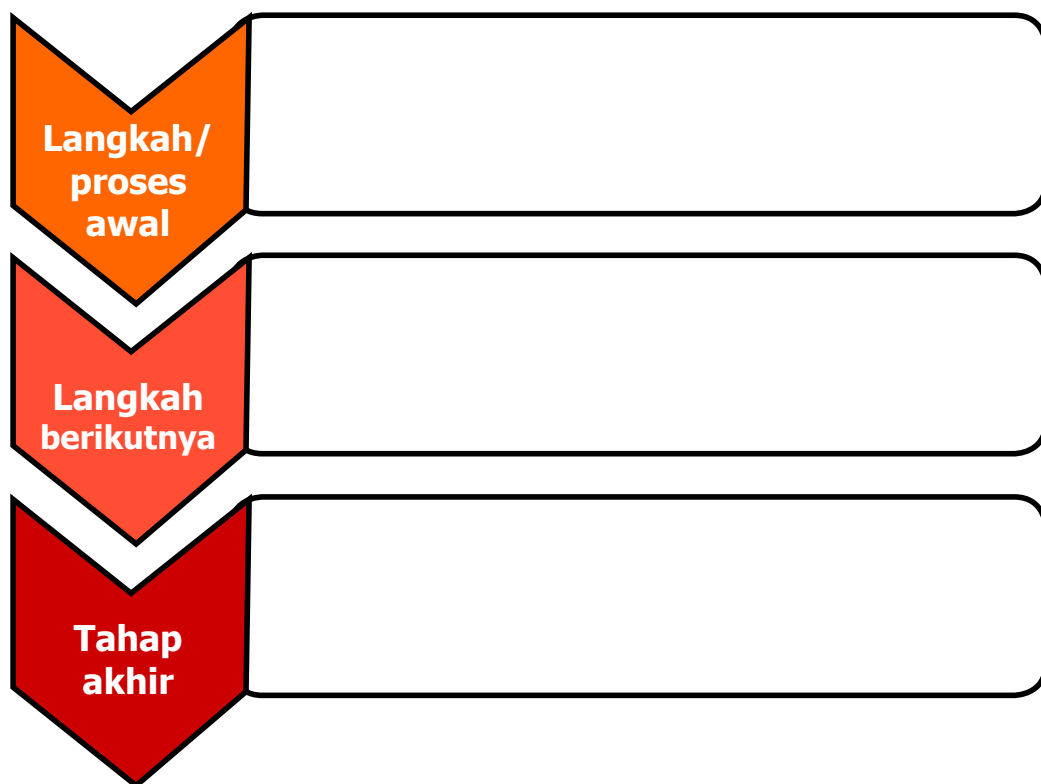 Langkah/
proses
awal
Langkah
berikutnya
Tahap
akhir